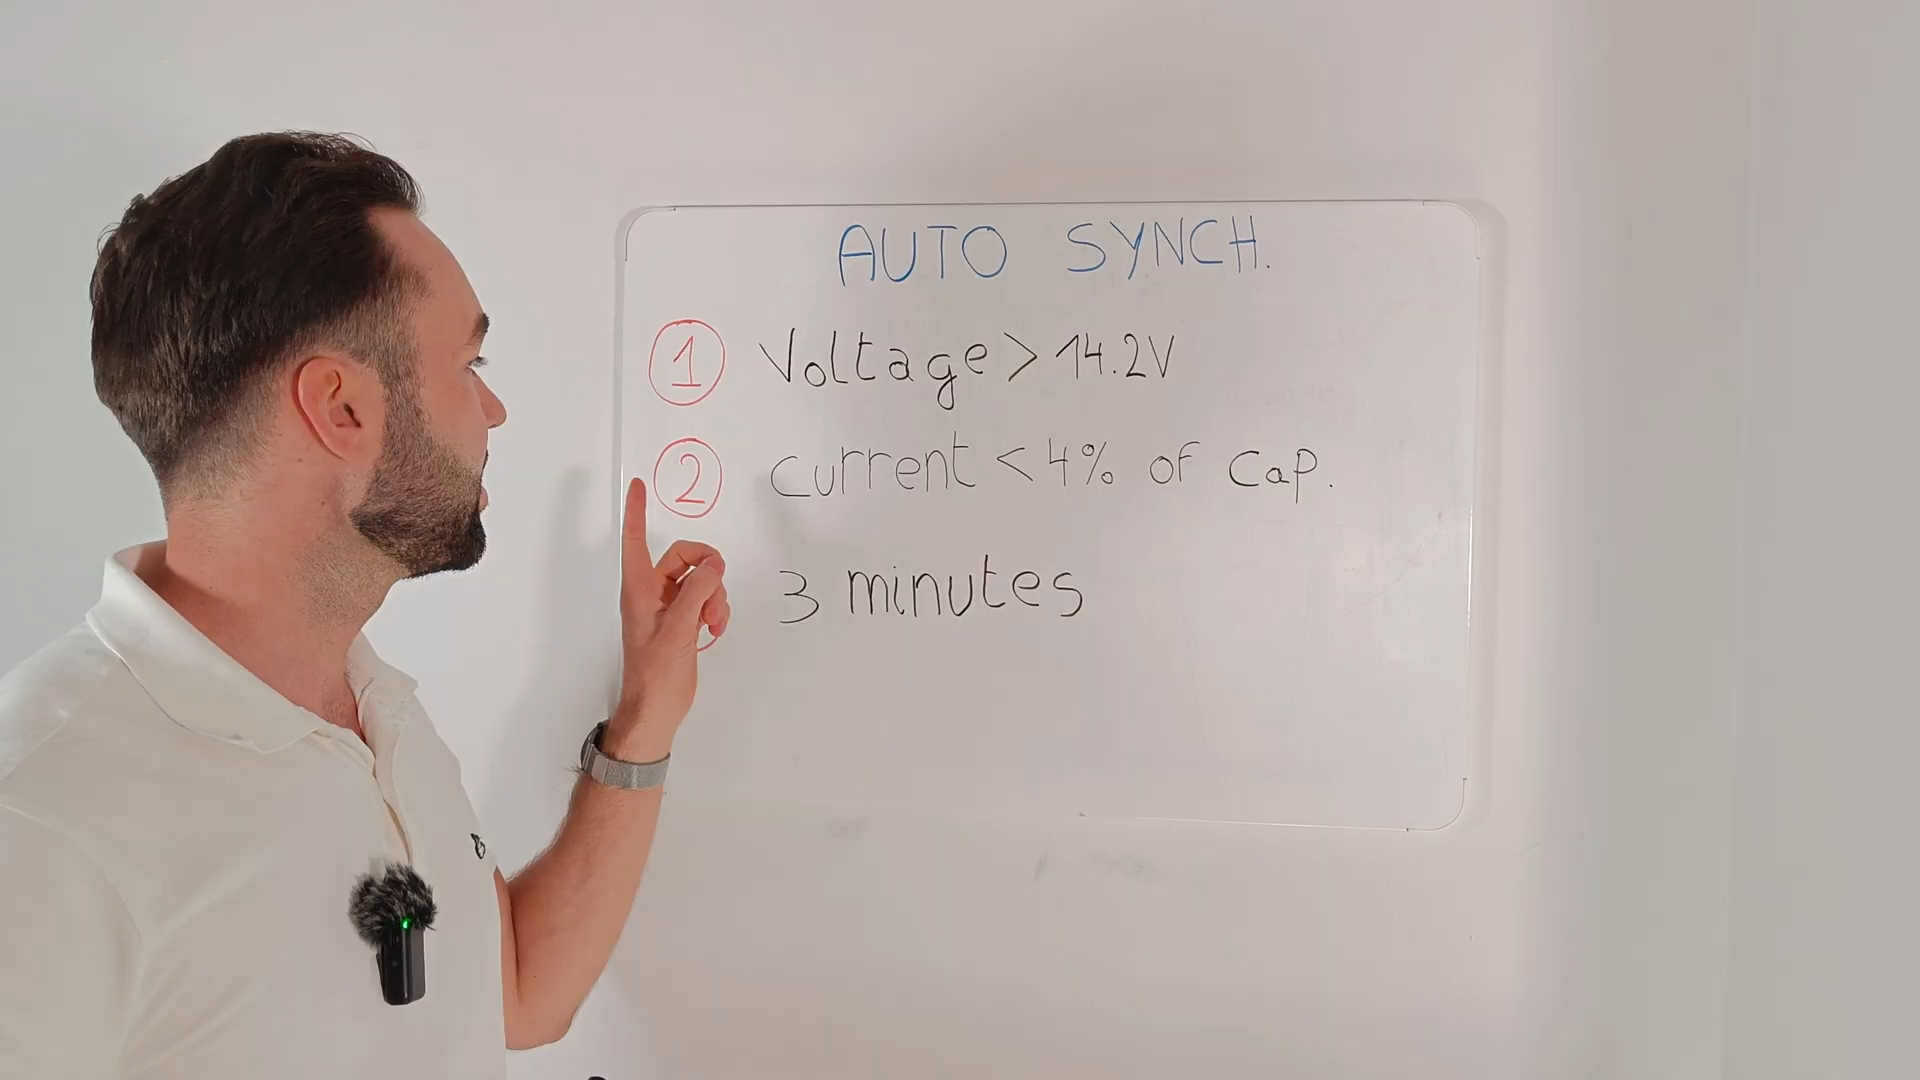 AUTO SYNCH.
1 Voltage > 14.2V
2 Current < 4% of Cap.
3 minutes